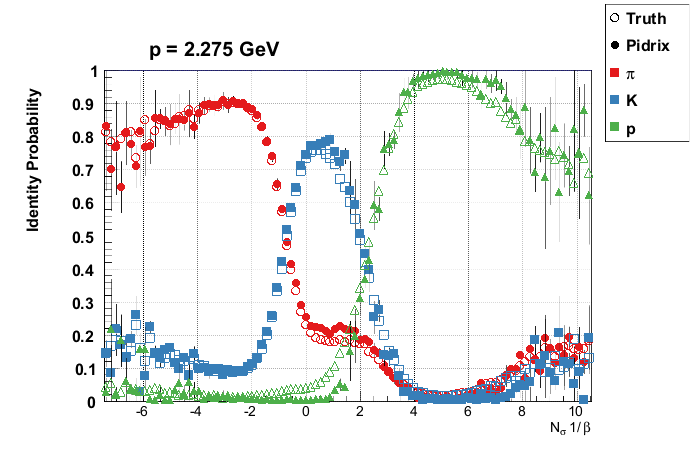 p = 2.275 GeV
Truth
Pidrix
π
K
p
Identity Probability
1
0.9
0.8
0.7
0.6
0.5
0.4
0.3
0.2
0.1
0
-6 -4 -2 0 2 4 6 8 10
Nσ 1/β